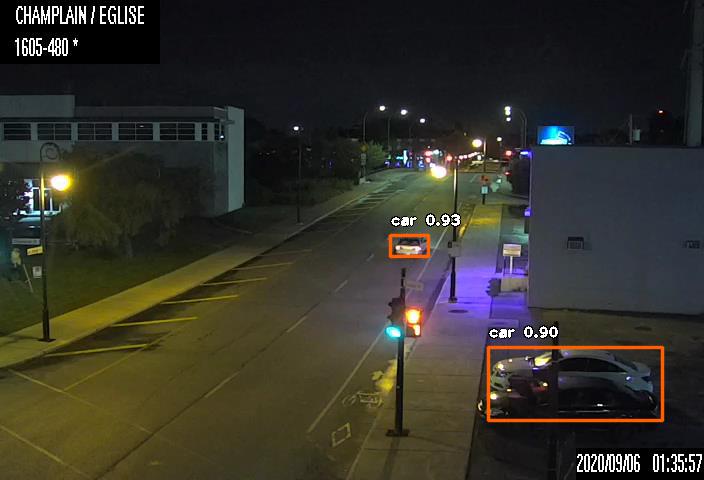 CHAMPLAIN / EGLISE
1605-480 *
car 0.93
car 0.90
2020/09/06 01:35:57